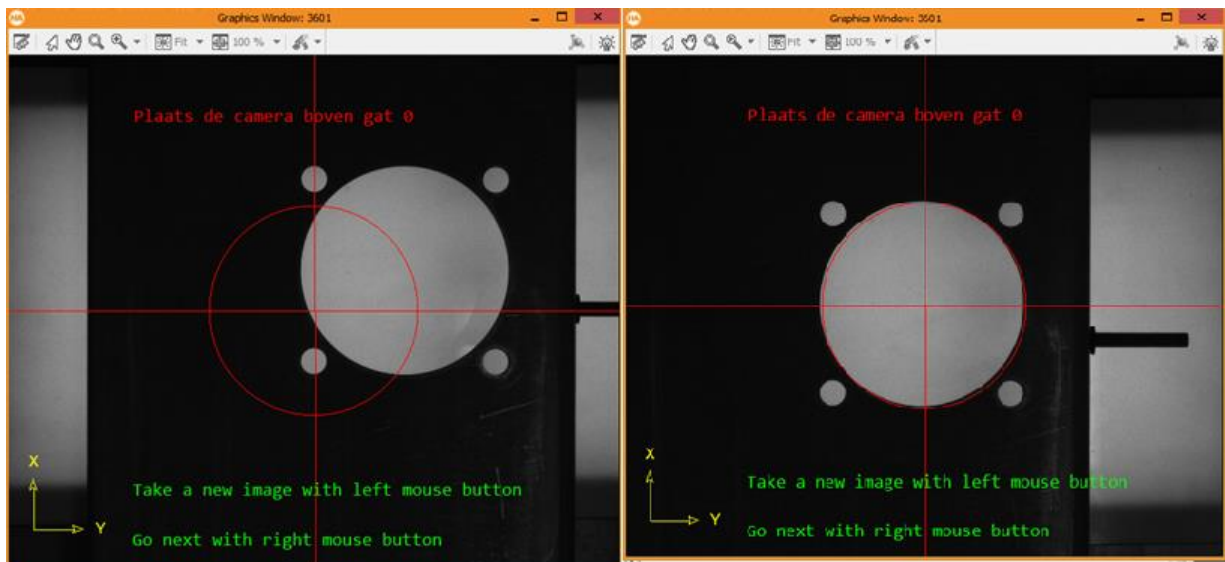 Graphics Window: 3601
Fit
100 %
Plaats de camera boven gat 0
X
Y
Take a new image with left mouse button
Go next with right mouse button
Graphics Window: 3601
Fit
100 %
Plaats de camera boven gat 0
X
Y
Take a new image with left mouse button
Go next with right mouse button